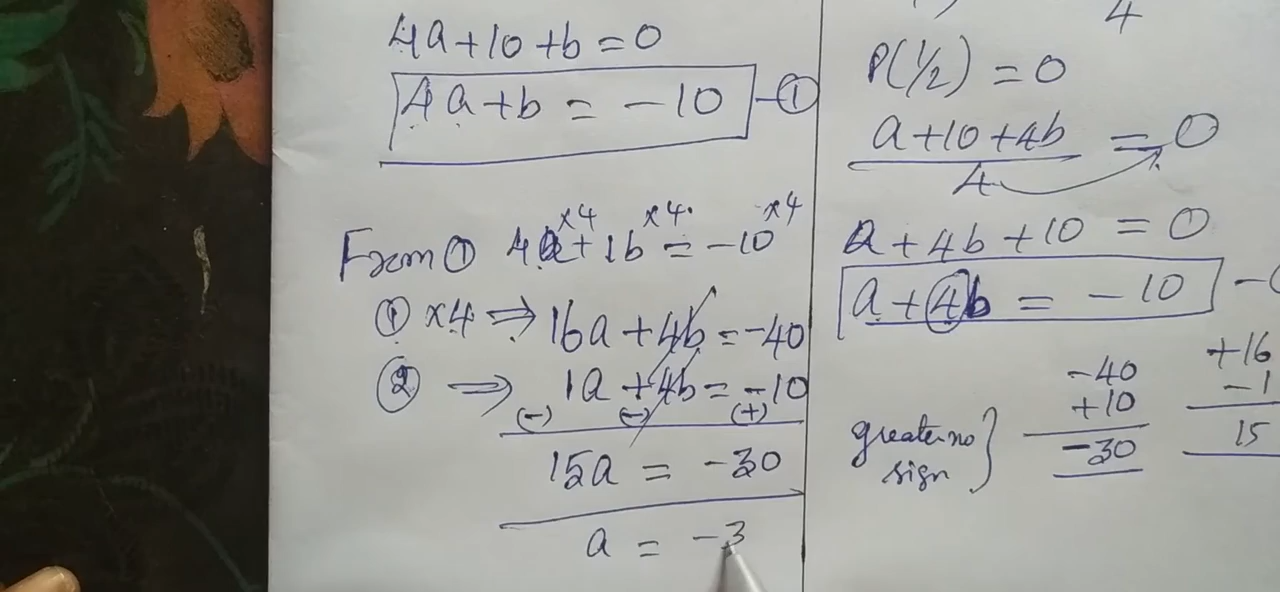 4a+10+b=0
4a+b = -10 -①
From ① 4a×4+1b×4=-10×4
① ×4 ⇒ 16a+4b=-40
② ⇒ 1a+4b=-10
(-) (-) (+)
15a = -30
a = -3
4
P(1/2) = 0
a+10+4b = 0
4
a+4b+10 = 0
a+4b = -10
greater no } sign
-40
+10
-30
+16
-1
15